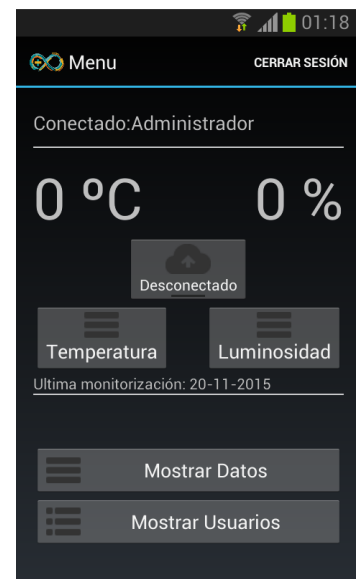 01:18
Menu CERRAR SESIÓN
Conectado:Administrador
0 ºC 0 %
Desconectado
Temperatura Luminosidad
Ultima monitorización: 20-11-2015
Mostrar Datos
Mostrar Usuarios